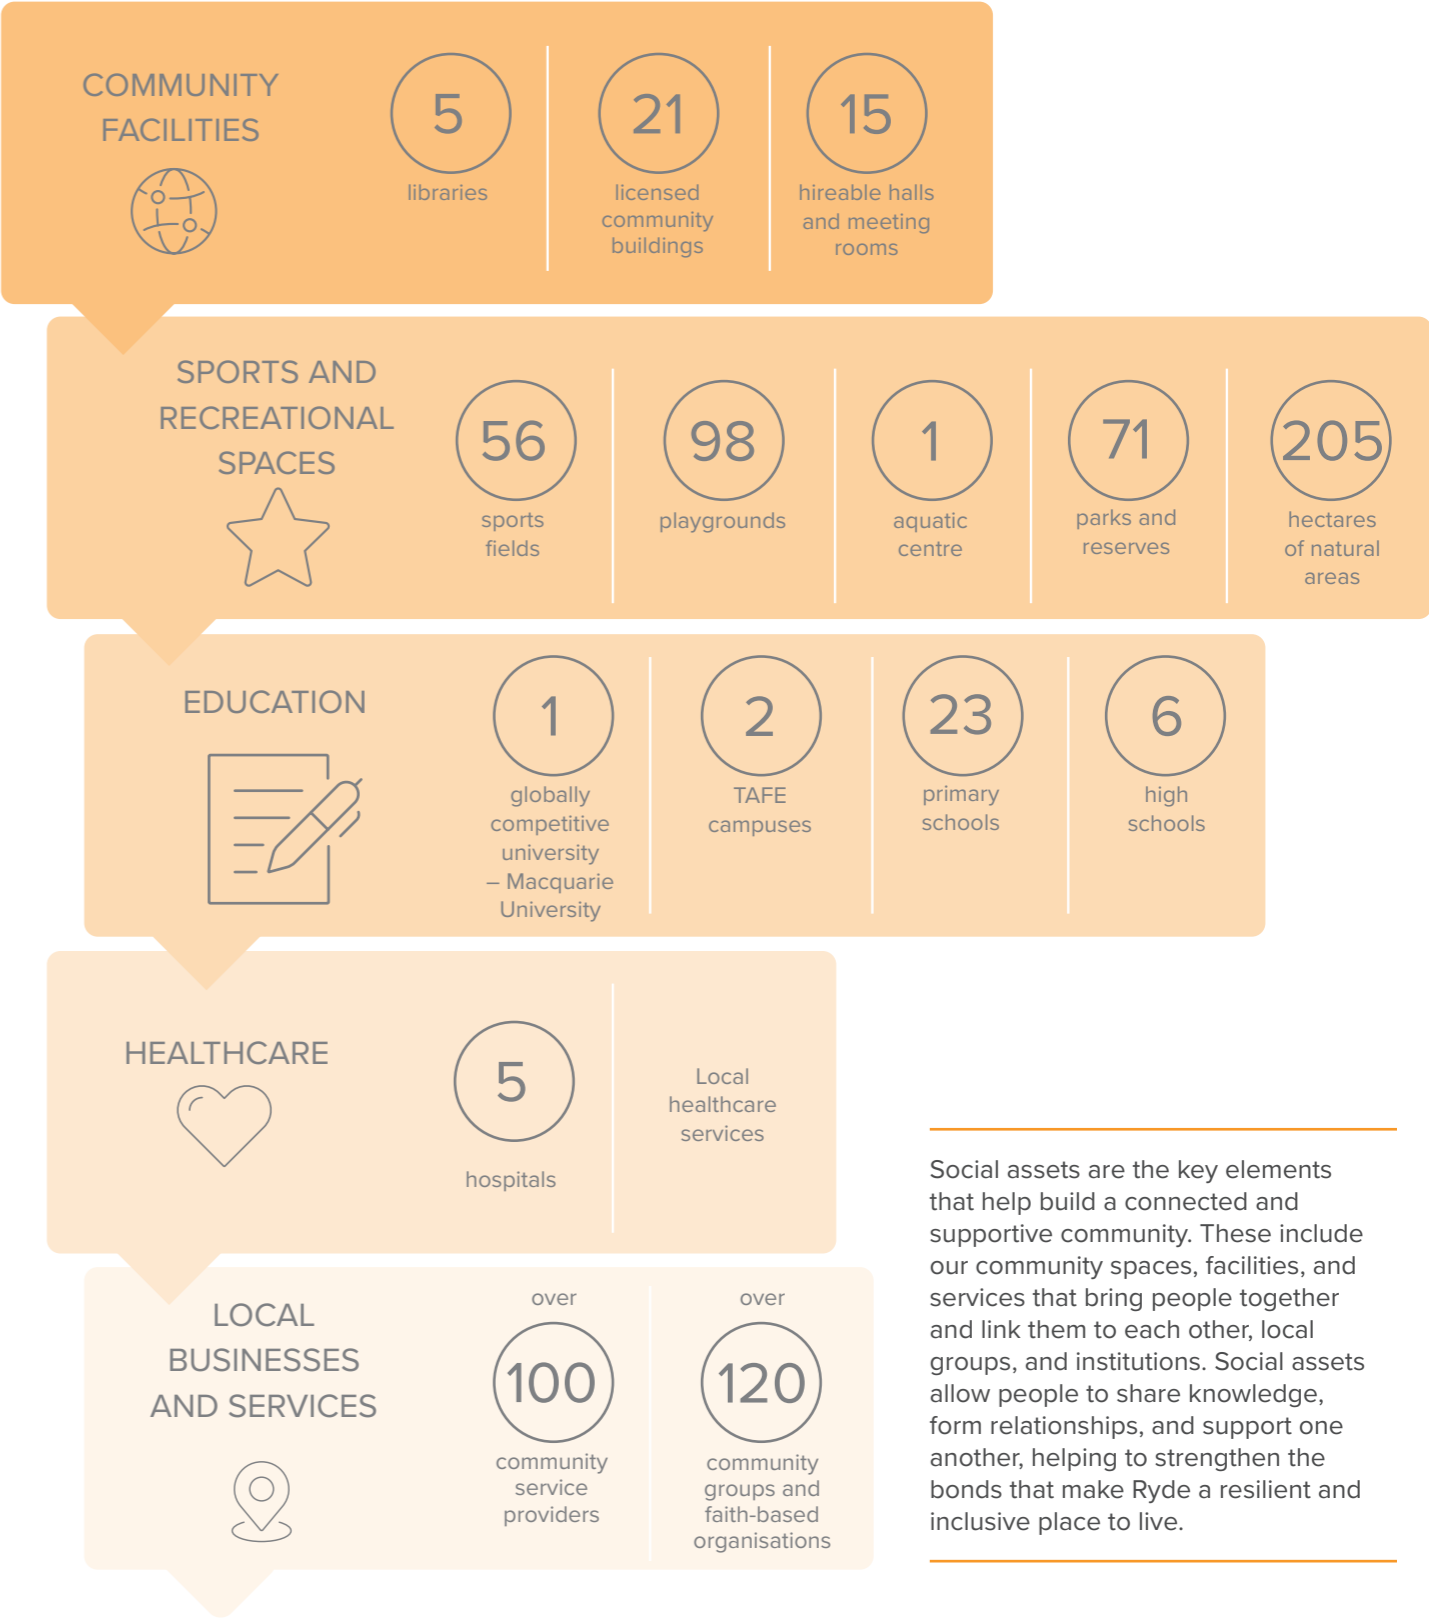 COMMUNITY
FACILITIES
5
libraries
21
licensed
community
buildings
15
hireable halls
and meeting
rooms
SPORTS AND
RECREATIONAL
SPACES
56
sports
fields
98
playgrounds
1
aquatic
centre
71
parks and
reserves
205
hectares
of natural
areas
EDUCATION
1
globally
competitive
university
– Macquarie
University
2
TAFE
campuses
23
primary
schools
6
high
schools
HEALTHCARE
5
hospitals
Local
healthcare
services
LOCAL
BUSINESSES
AND SERVICES
over
100
community
service
providers
over
120
community
groups and
faith-based
organisations
Social assets are the key elements
that help build a connected and
supportive community. These include
our community spaces, facilities, and
services that bring people together
and link them to each other, local
groups, and institutions. Social assets
allow people to share knowledge,
form relationships, and support one
another, helping to strengthen the
bonds that make Ryde a resilient and
inclusive place to live.